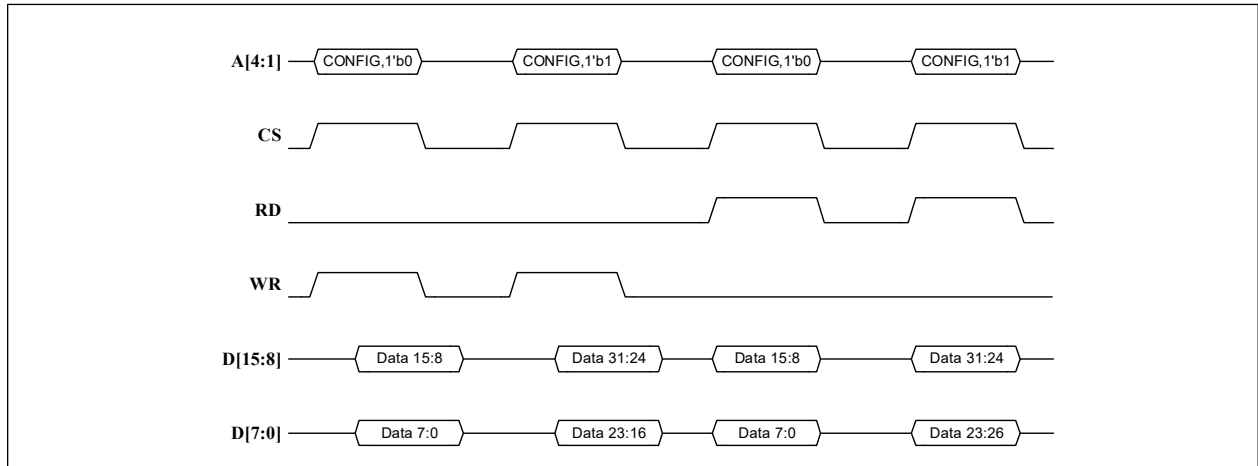 A[4:1] CONFIG,1'b0 CONFIG,1'b1 CONFIG,1'b0 CONFIG,1'b1
CS
RD
WR
D[15:8] Data 15:8 Data 31:24 Data 15:8 Data 31:24
D[7:0] Data 7:0 Data 23:16 Data 7:0 Data 23:26